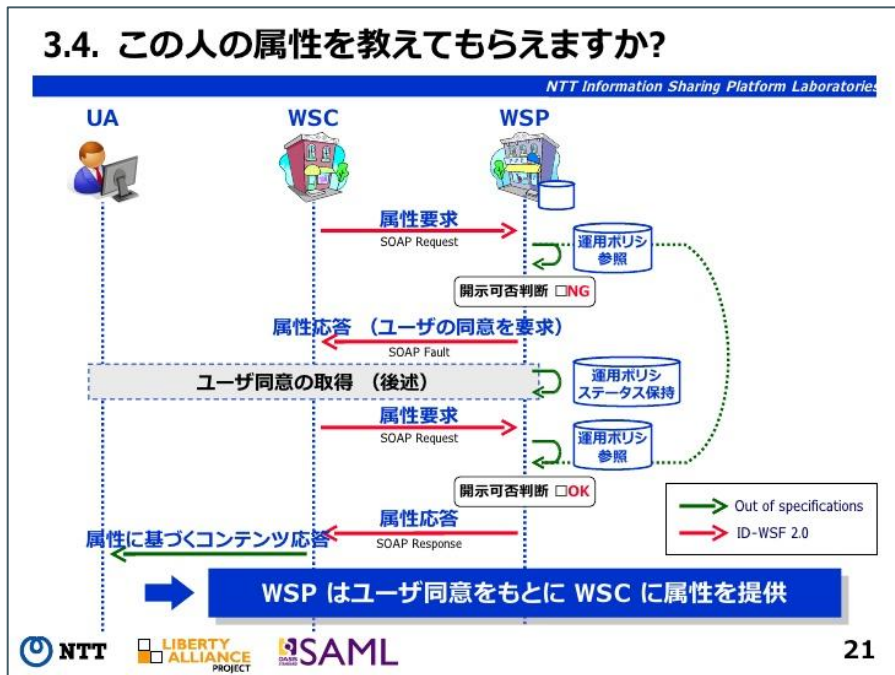 3.4. この人の属性を教えてもらえますか?
NTT Information Sharing Platform Laboratories
UA
WSC
WSP
属性要求
SOAP Request
運用ポリシ
参照
開示可否判断 □NG
属性応答 （ユーザの同意を要求）
SOAP Fault
ユーザ同意の取得 （後述）
運用ポリシ
ステータス保持
属性要求
SOAP Request
運用ポリシ
参照
開示可否判断 □OK
属性応答
SOAP Response
属性に基づくコンテンツ応答
Out of specifications
ID-WSF 2.0
WSP はユーザ同意をもとに WSC に属性を提供
NTT
LIBERTY
ALLIANCE
PROJECT
OASIS
SAML
21